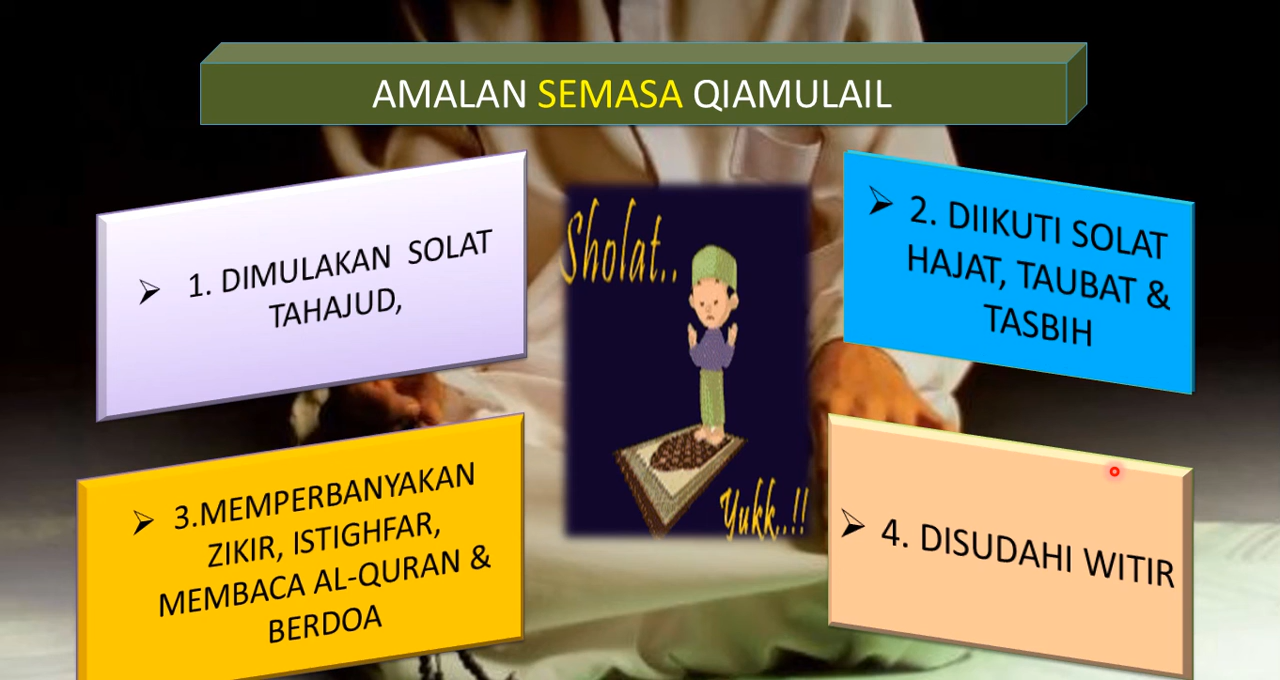 AMALAN SEMASA QIAMULAIL
➢ 1. DIMULAKAN SOLAT
TAHAJUD,
Sholat..
Yukk..!!
➢ 2. DIIKUTI SOLAT
HAJAT, TAUBAT &
TASBIH
➢ 3.MEMPERBANYAKAN
ZIKIR, ISTIGHFAR,
MEMBACA AL-QURAN &
BERDOA
➢ 4. DISUDAHI WITIR